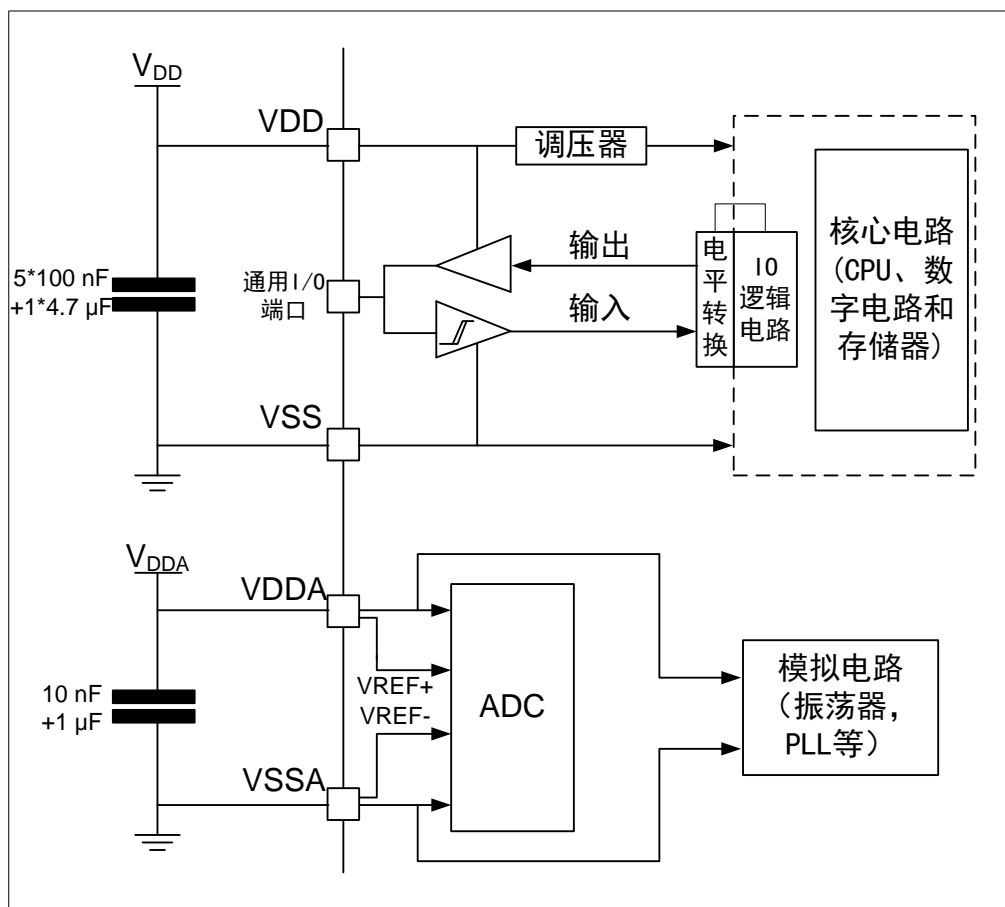 VDD
VDD
调压器
5*100 nF
+1*4.7 µF
通用I/O
端口
输出
输入
电
平
转
换
IO
逻辑
电路
核心电路
(CPU、数
字电路和
存储器)
VSS
VDDA
VDDA
10 nF
+1 µF
VREF+
VREF-
ADC
VSSA
模拟电路
（振荡器,
PLL等）